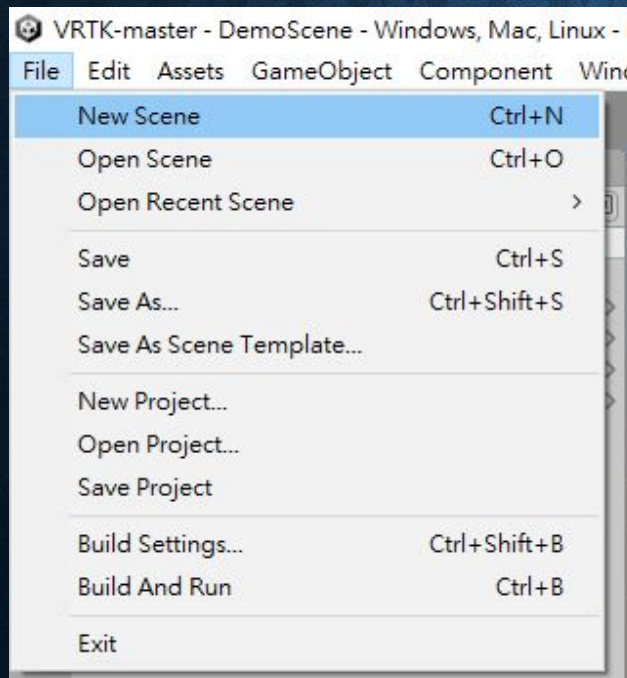 VRTK-master - DemoScene - Windows, Mac, Linux -
File Edit Assets GameObject Component
New Scene Ctrl+N
Open Scene Ctrl+O
Open Recent Scene >
Save Ctrl+S
Save As... Ctrl+Shift+S
Save As Scene Template...
New Project...
Open Project...
Save Project
Build Settings... Ctrl+Shift+B
Build And Run Ctrl+B
Exit